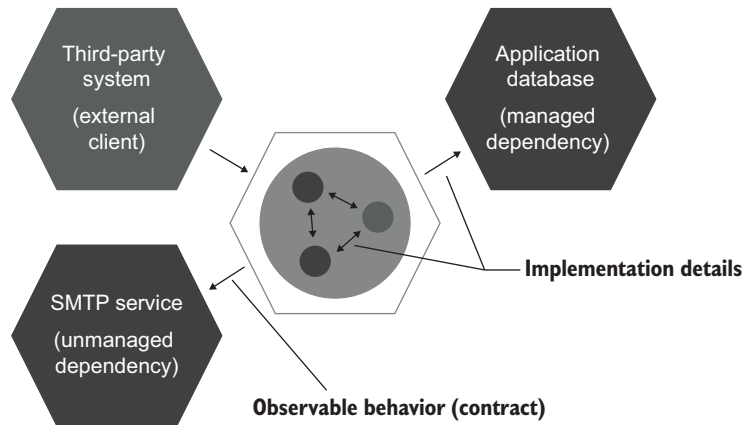 Third-party
system
(external
client)
Application
database
(managed
dependency)
Implementation details
SMTP service
(unmanaged
dependency)
Observable behavior (contract)